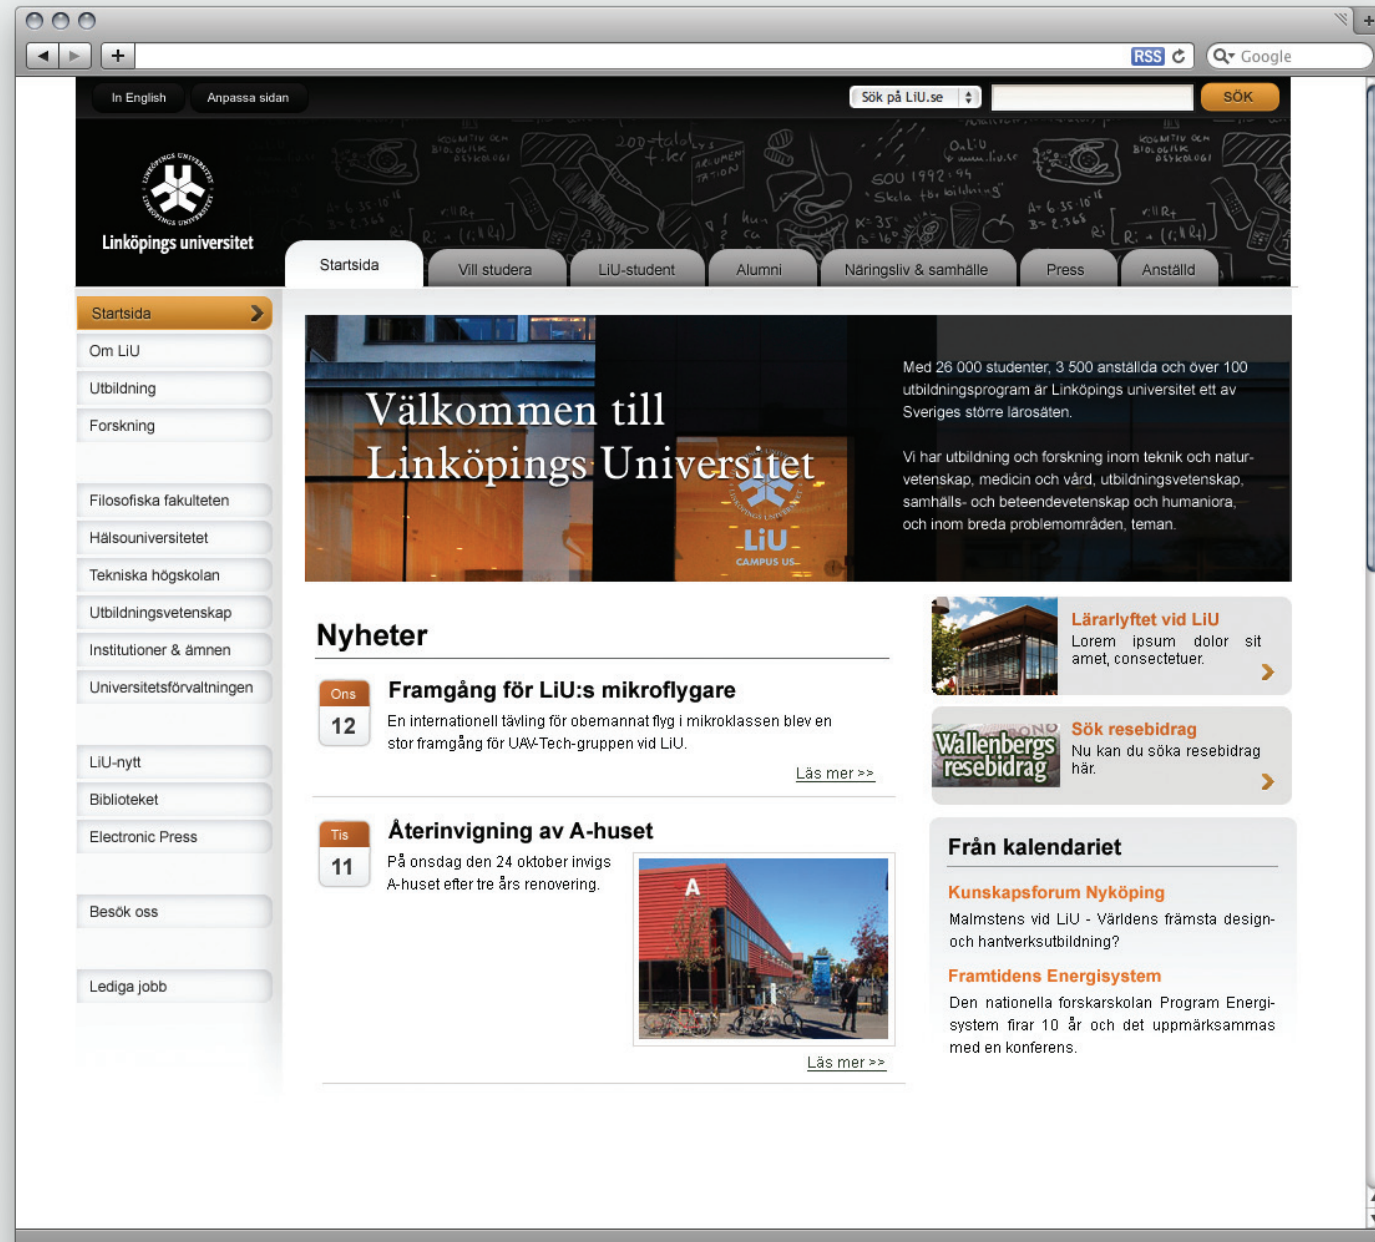 RSS
Google
In English
Anpassa sidan
Sök på LiU.se
SÖK
Linköpings universitet
Startsida
Vill studera
LiU-student
Alumni
Näringsliv & samhälle
Press
Anställd
Startsida
Om LiU
Utbildning
Forskning
Filosofiska fakulteten
Hälsouniversitetet
Tekniska högskolan
Utbildningsvetenskap
Institutioner & ämnen
Universitetsförvaltningen
LiU-nytt
Biblioteket
Electronic Press
Besök oss
Lediga jobb
Välkommen till
Linköpings Universitet
LiU
CAMPUS US
Med 26 000 studenter, 3 500 anställda och över 100
utbildningsprogram är Linköpings universitet ett av
Sveriges större lärosäten.
Vi har utbildning och forskning inom teknik och natur-
vetenskap, medicin och vård, utbildningsvetenskap,
samhälls- och beteendevetenskap och humaniora,
och inom breda problemområden, teman.
Nyheter
Ons
12
Framgång för LiU:s mikroflygare
En internationell tävling för obemannat flyg i mikroklassen blev en
stor framgång för UAV-Tech-gruppen vid LiU.
Läs mer >>
Tis
11
Återinvigning av A-huset
På onsdag den 24 oktober invigs
A-huset efter tre års renovering.
A
Läs mer >>
Lärarlyftet vid LiU
Lorem ipsum dolor sit
amet, consectetuer.
Wallenbergs
resebidrag
Sök resebidrag
Nu kan du söka resebidrag
här.
Från kalendariet
Kunskapsforum Nyköping
Malmstens vid LiU - Världens främsta design-
och hantverksutbildning?
Framtidens Energisystem
Den nationella forskarskolan Program Energi-
system firar 10 år och det uppmärksammas
med en konferens.